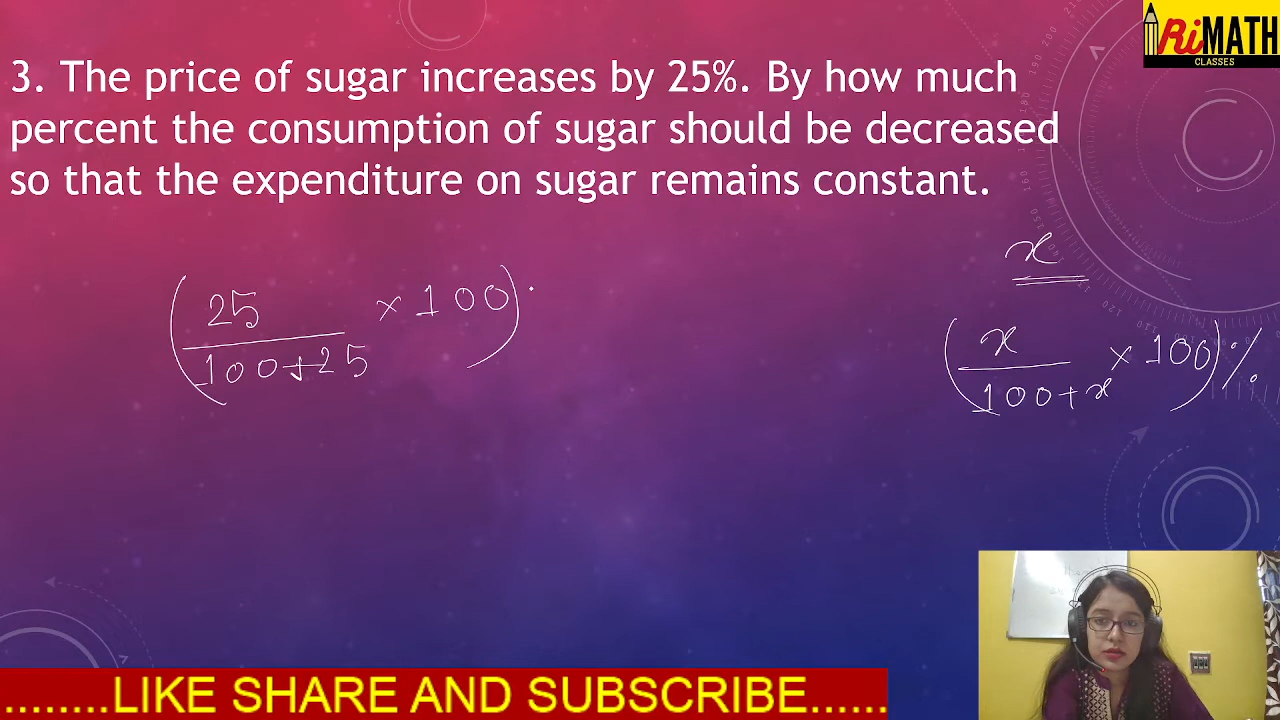 RiMATH
CLASSES
3. The price of sugar increases by 25%. By how much
percent the consumption of sugar should be decreased
so that the expenditure on sugar remains constant.
x
(25/100+25 × 100)
(x/100+x × 100)%
........LIKE SHARE AND SUBSCRIBE......